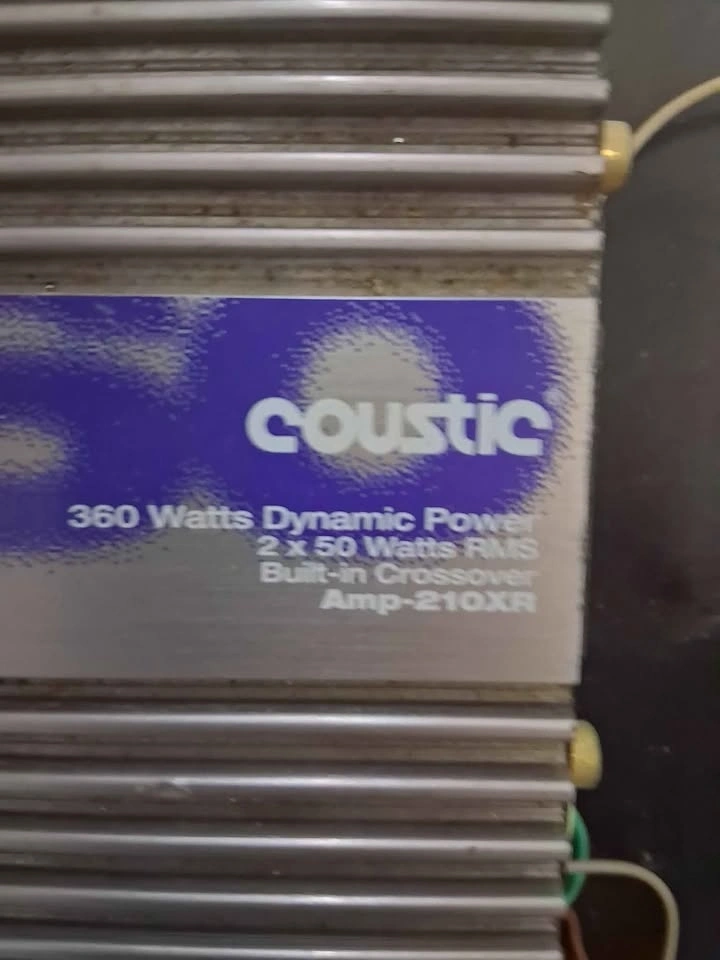 coustic
360 Watts Dynamic Power
2 x 50 Watts RMS
Built-in Crossover
Amp-210XR